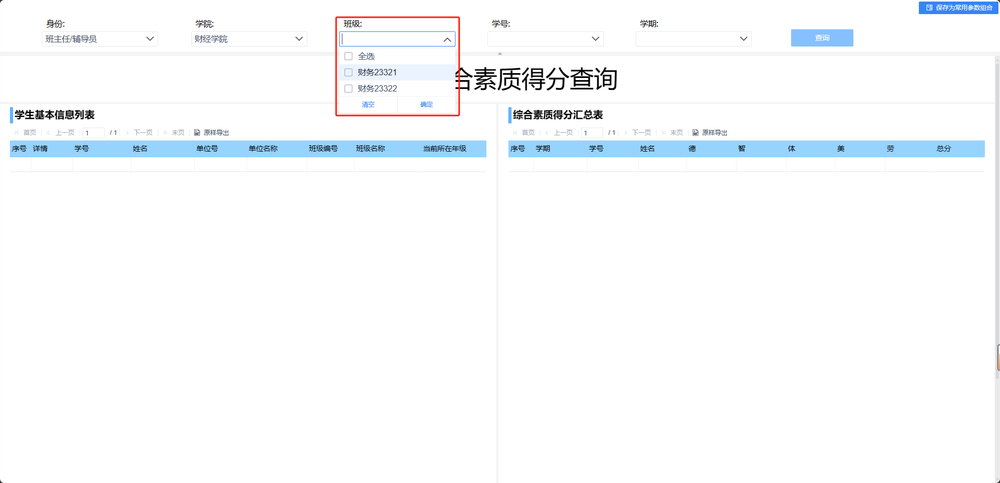 保存为常用参数组合
身份: 学院: 班级: 学号: 学期:
班主任/辅导员 财经学院 查询
全选
财务23321
财务23322
清空 确定
合素质得分查询
学生基本信息列表
首页 上一页 1 / 1 下一页 末页 原样导出
序号 详情 学号 姓名 单位号 单位名称 班级编号 班级名称 当前所在年级
综合素质得分汇总表
首页 上一页 1 / 1 下一页 末页 原样导出
序号 学期 学号 姓名 德 智 体 美 劳 总分